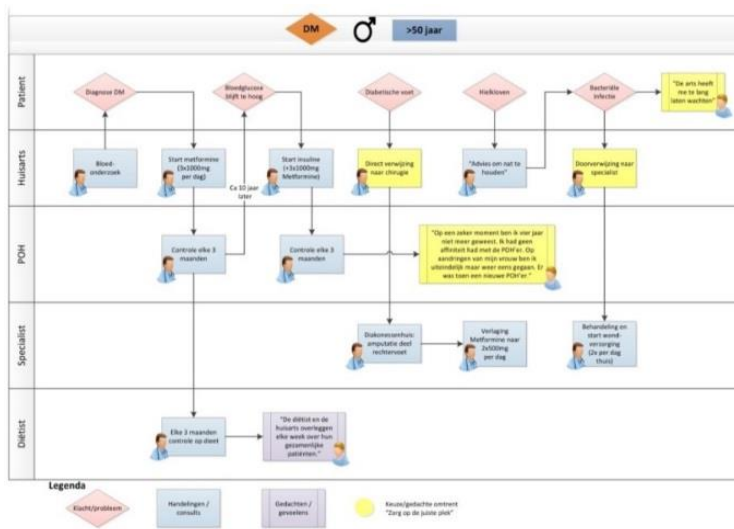 DM
>50 jaar
Patient
Diagnose DM
Bloedglucose
blijft te hoog
Diabetische voet
Hielkloven
Bacteriële
infectie
"De arts heeft
me te lang
laten wachten"
Huisarts
Bloed-
onderzoek
Start metformine
(3x1000mg
per dag)
Ca 10 jaar
later
Start insuline
(+3x1000mg
Metformine)
Direct verwijzing
naar chirugie
"Advies om nat te
houden"
Doorverwijzing naar
specialist
POH
Controle elke 3
maanden
Controle elke 3
maanden
"Op een zeker moment ben ik vier jaar
niet meer geweest. Ik had geen
affiniteit had met de POH'er. Op
aandringen van mijn vrouw ben ik
uiteindelijk maar weer eens gegaan. Er
was toen een nieuwe POH'er."
Specialist
Diakonessenhuis:
amputatie deel
rechtervoet
Verlaging
Metformine naar
2x500mg
per dag
Behandeling en
start wond-
verzorging
(2x per dag
thuis)
Diëtist
Elke 3 maanden
controle op dieet
"De diëtist en de
huisarts overleggen
elke week over hun
gezamenlijke
patiënten."
Legenda
Klacht/probleem
Handelingen /
consults
Gedachten /
gevoelens
Keuze/gedachte omtrent
"Zorg op de juiste plek"